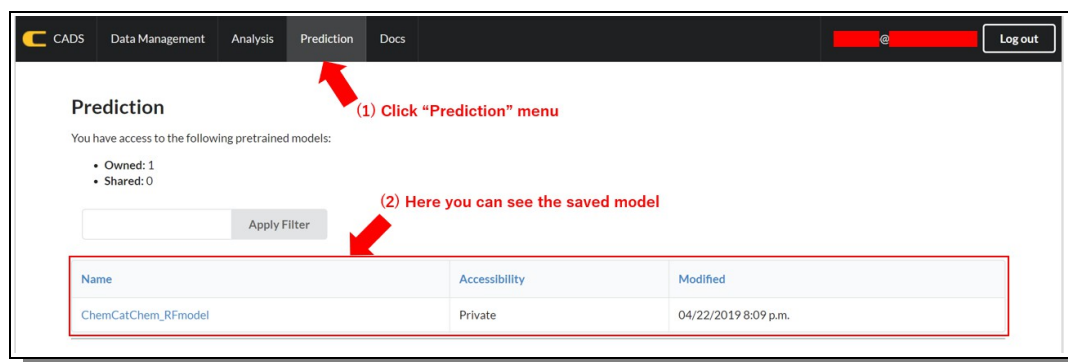 CADS Data Management Analysis Prediction Docs @ Log out
Prediction
(1) Click “Prediction” menu
You have access to the following pretrained models:
• Owned: 1
• Shared: 0
(2) Here you can see the saved model
Apply Filter
Name Accessibility Modified
ChemCatChem_RFmodel Private 04/22/2019 8:09 p.m.